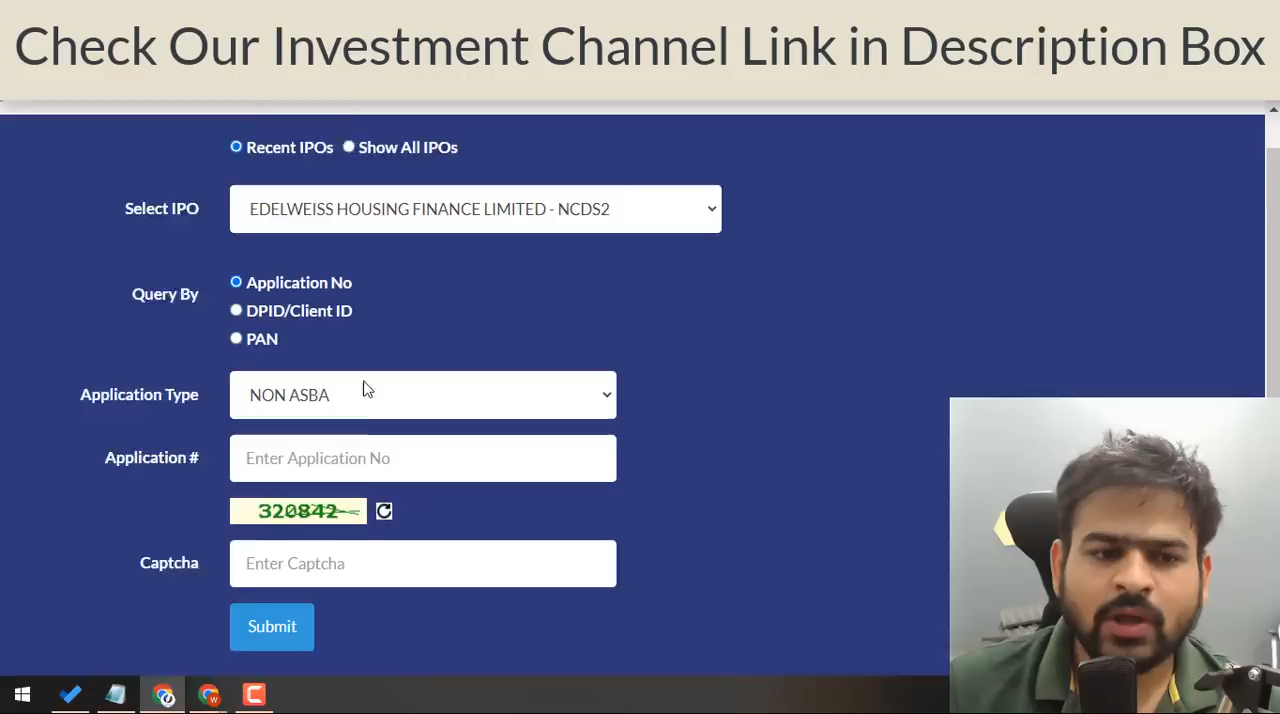 Check Our Investment Channel Link in Description Box
Recent IPOs Show All IPOs
Select IPO EDELWEISS HOUSING FINANCE LIMITED - NCDS2
Query By
Application No
DPID/Client ID
PAN
Application Type NON ASBA
Application # Enter Application No
320842
Captcha Enter Captcha
Submit